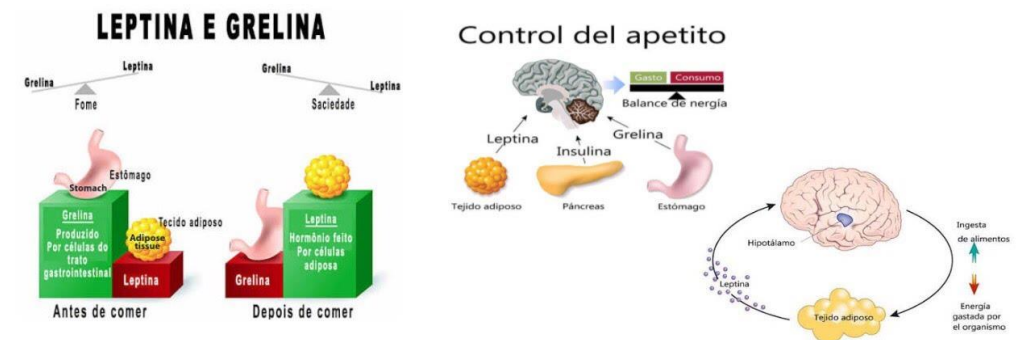 LEPTINA E GRELINA
Leptina
Grelina
Fome
Grelina
Leptina
Saciedade
Estômago
Stomach
Grelina
Produzido
Por células do
trato
gastrointestinal
Tecido adiposo
Adipose
tissue
Leptina
Antes de comer
Leptina
Hormônio feito
Por células
adiposa
Grelina
Depois de comer
Control del apetito
Gasto
Consumo
Balance de nergía
Leptina
Insulina
Grelina
Tejido adiposo
Páncreas
Estómago
Hipotálamo
Leptina
Tejido adiposo
Ingesta
de alimentos
Energía
gastada por
el organismo